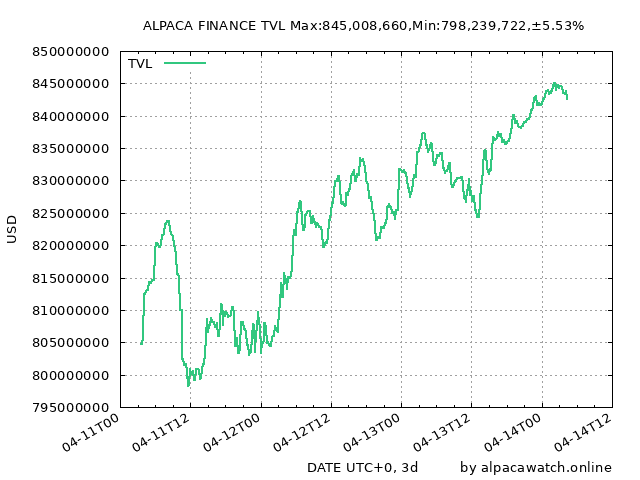 ALPACA FINANCE TVL Max:845,008,660,Min:798,239,722,±5.53%
850000000
TVL
845000000
840000000
835000000
830000000
825000000
USD
820000000
815000000
810000000
805000000
800000000
795000000
04-11T00
04-11T12
04-12T00
04-12T12
04-13T00
04-13T12
04-14T00
04-14T12
DATE UTC+0, 3d
by alpacawatch.online